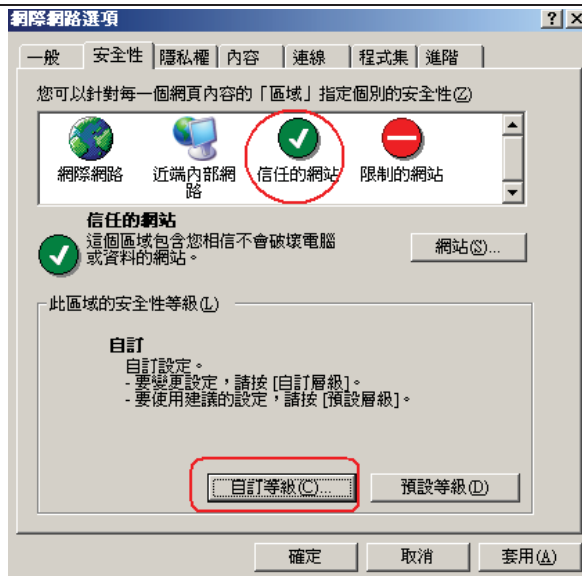 網際網路選項
一般 安全性 隱私權 內容 連線 程式集 進階
您可以針對每一個網頁內容的「區域」指定個別的安全性(Z)
網際網路 近端內部網路 信任的網站 限制的網站
信任的網站
這個區域包含您相信不會破壞電腦
或資料的網站。
網站(S)...
此區域的安全性等級(L)
自訂
自訂設定。
- 要變更設定，請按 [自訂層級]。
- 要使用建議的設定，請按 [預設層級]。
自訂等級(C)... 預設等級(D)
確定 取消 套用(A)